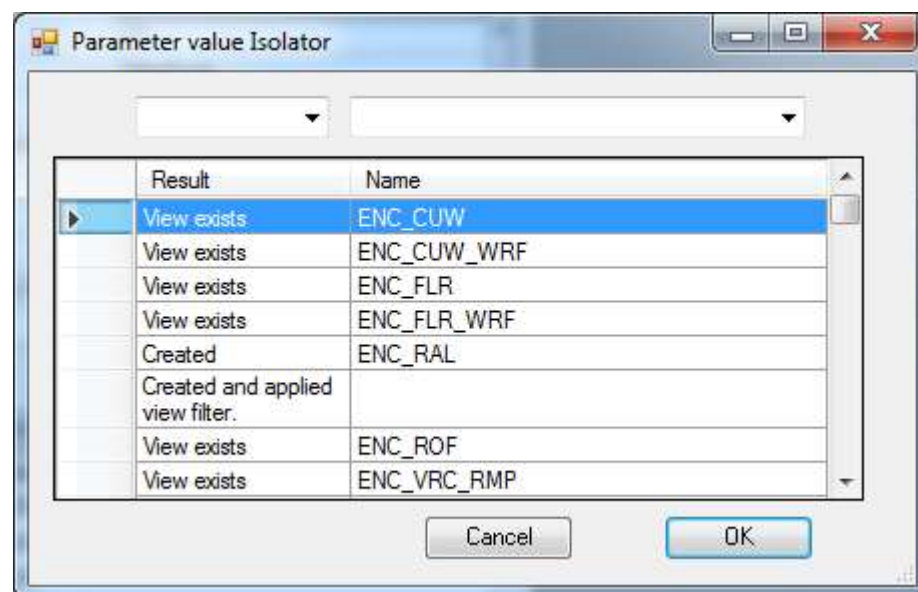 Parameter value Isolator
Result Name
View exists ENC_CUW
View exists ENC_CUW_WRF
View exists ENC_FLR
View exists ENC_FLR_WRF
Created ENC_RAL
Created and applied
view filter.
View exists ENC_ROF
View exists ENC_VRC_RMP
Cancel OK